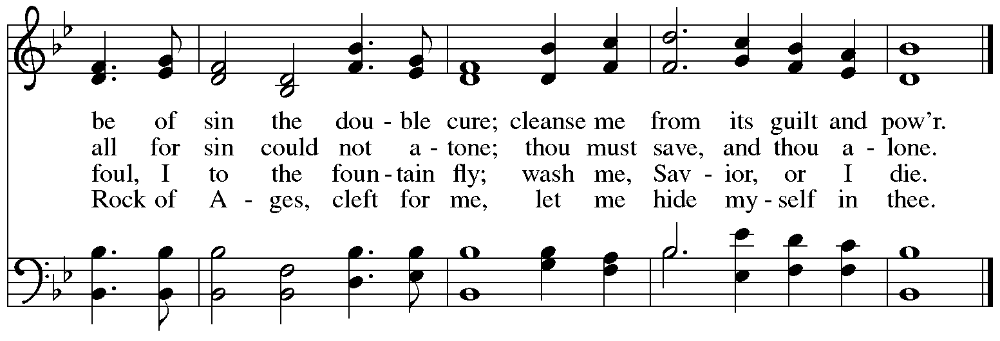 be of sin the dou - ble cure; cleanse me from its guilt and pow’r.
all for sin could not a - tone; thou must save, and thou a - lone.
foul, I to the foun - tain fly; wash me, Sav - ior, or I die.
Rock of A - ges, cleft for me, let me hide my - self in thee.